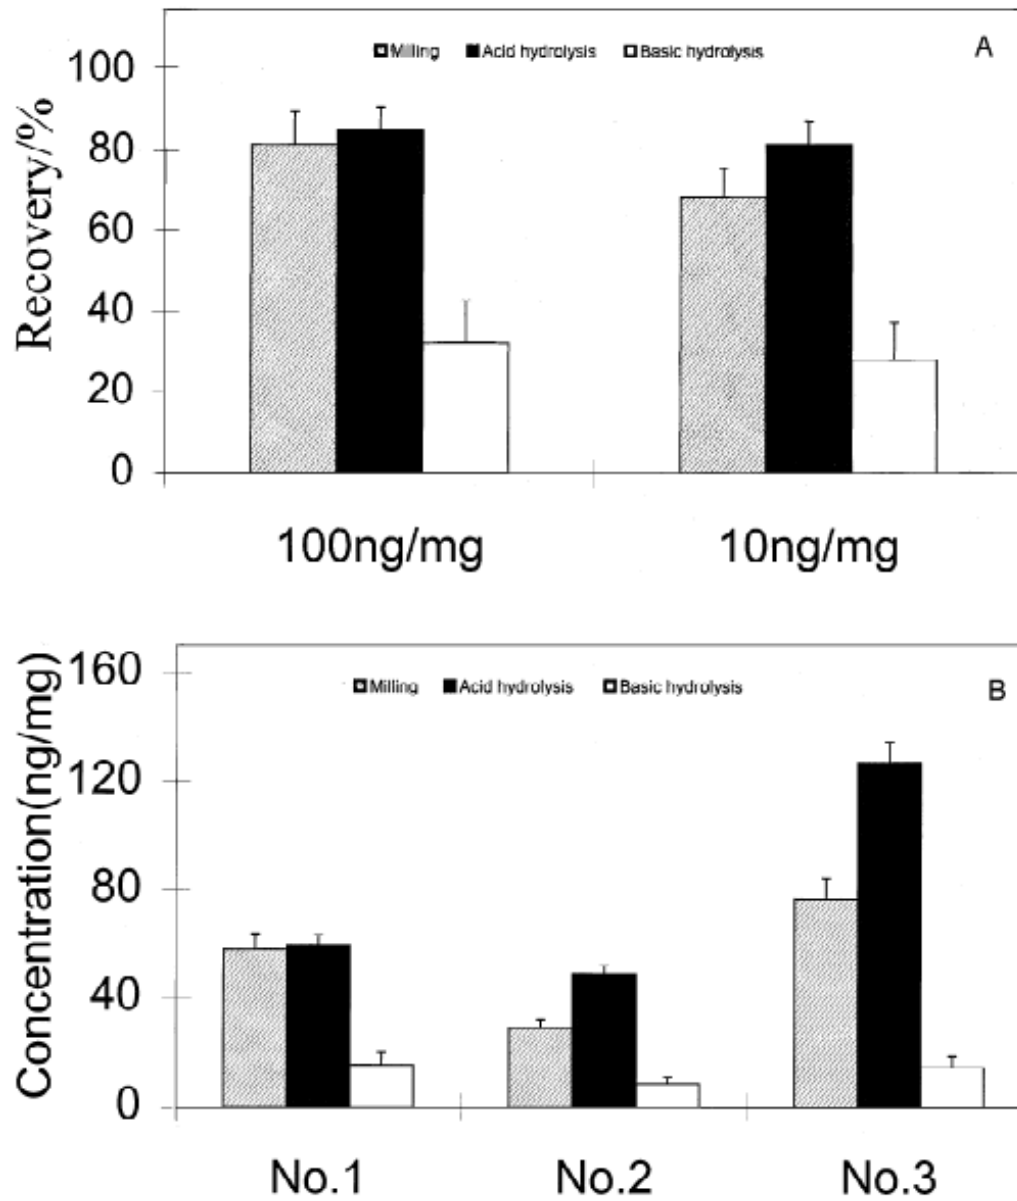 A
Milling Acid hydrolysis Basic hydrolysis
Recovery/%
100
80
60
40
20
0
100ng/mg 10ng/mg
B
Milling Acid hydrolysis Basic hydrolysis
Concentration(ng/mg)
160
120
80
40
0
No.1 No.2 No.3